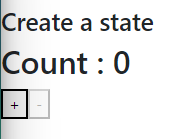 Create a state
Count : 0
+ -